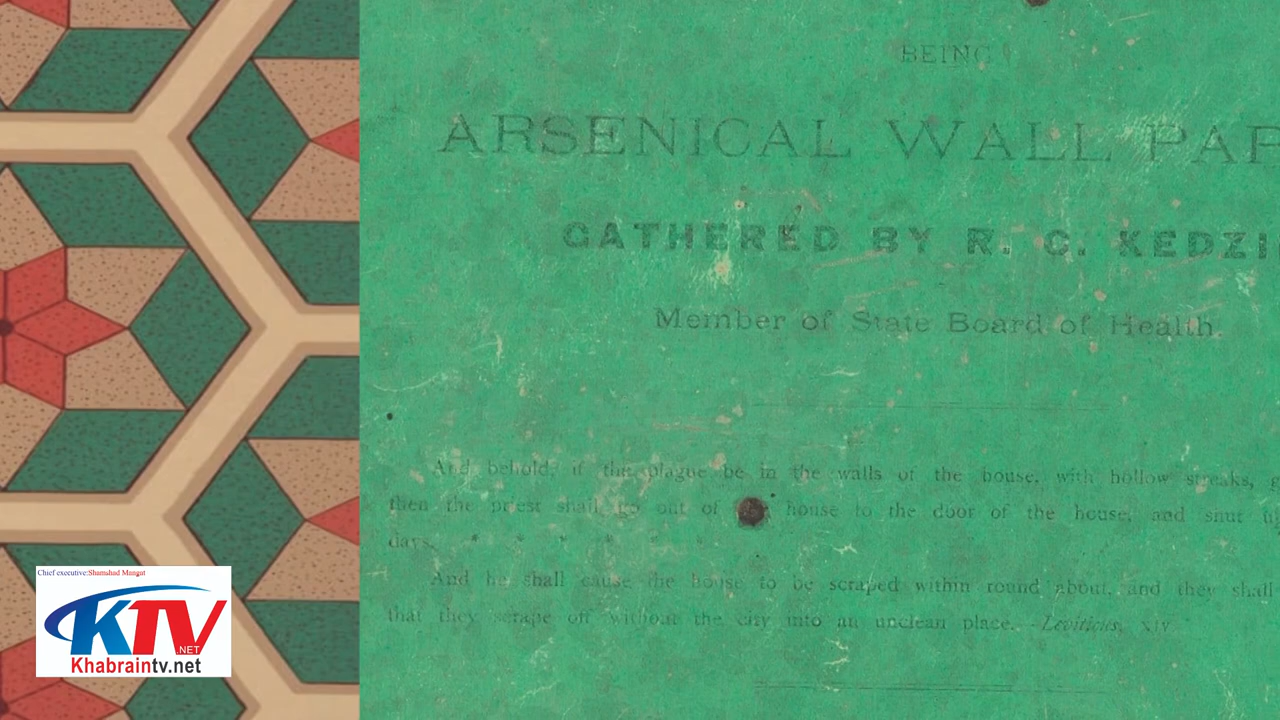 BEING
ARSENICAL WALL PAP
GATHERED BY R. C. KEDZI
Member of State Board of Health.
And behold, if the plague be in the walls of the house, with hollow streaks, g
then the priest shall go out of house to the door of the house, and shut u
days. * * * * * *
And he shall cause the house to be scraped within round about, and they shall
that they scrape off without the city into an unclean place.—Leviticus, xiv
Chief executive:Shamshad Mangat
KTV
.NET
Khabraintv.net